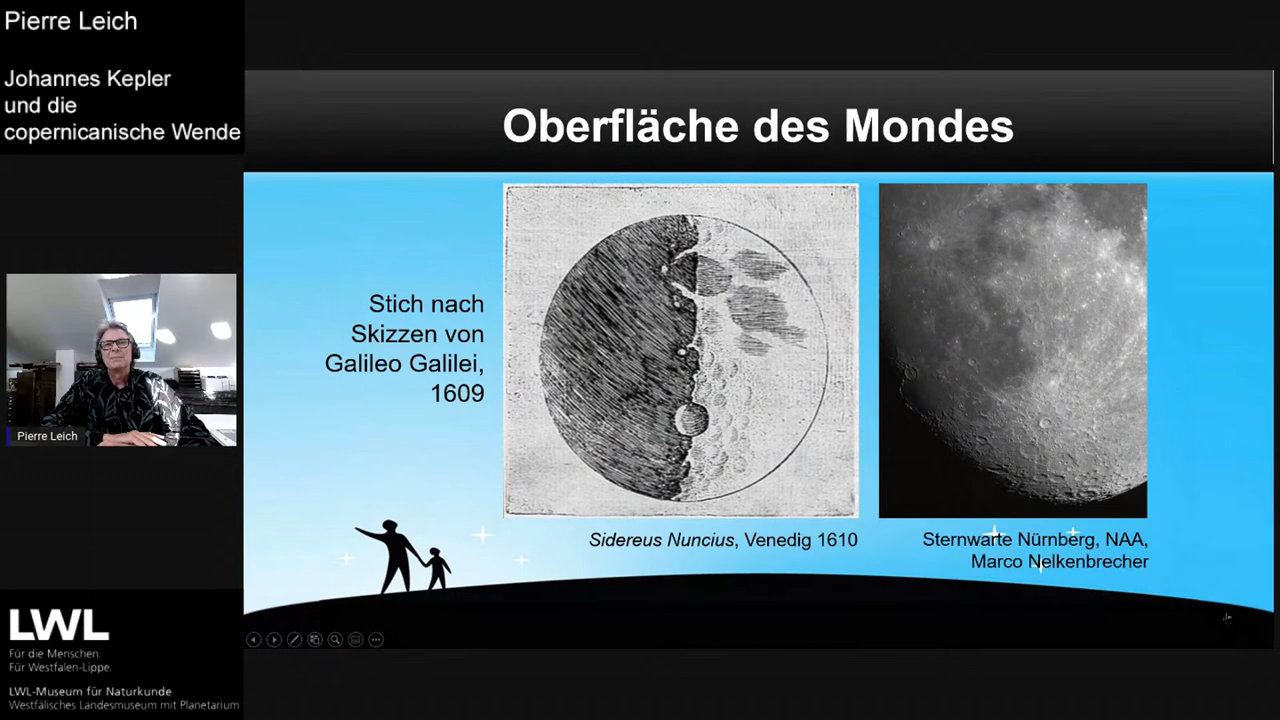 Pierre Leich
Johannes Kepler
und die
copernicanische Wende
Oberfläche des Mondes
Stich nach
Skizzen von
Galileo Galilei,
1609
Sidereus Nuncius, Venedig 1610
Sternwarte Nürnberg, NAA,
Marco Nelkenbrecher
Pierre Leich
LWL
Für die Menschen.
Für Westfalen-Lippe.
LWL-Museum für Naturkunde
Westfälisches Landesmuseum mit Planetarium